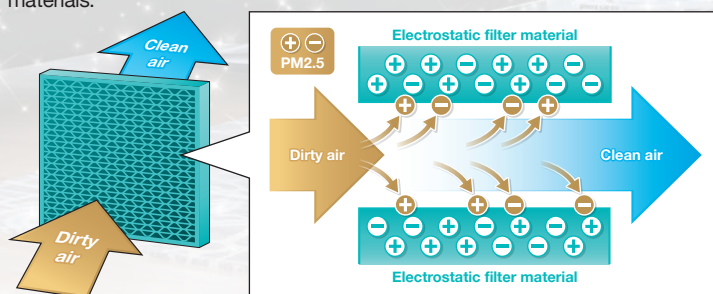 materials.
Clean
air
Dirty
air
PM2.5
Electrostatic filter material
Dirty air
Clean air
Electrostatic filter material